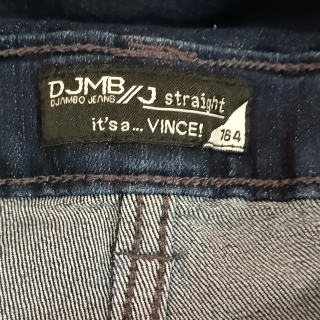 DJMB//J straight
DJAMBO JEANS
it's a... VINCE!
164